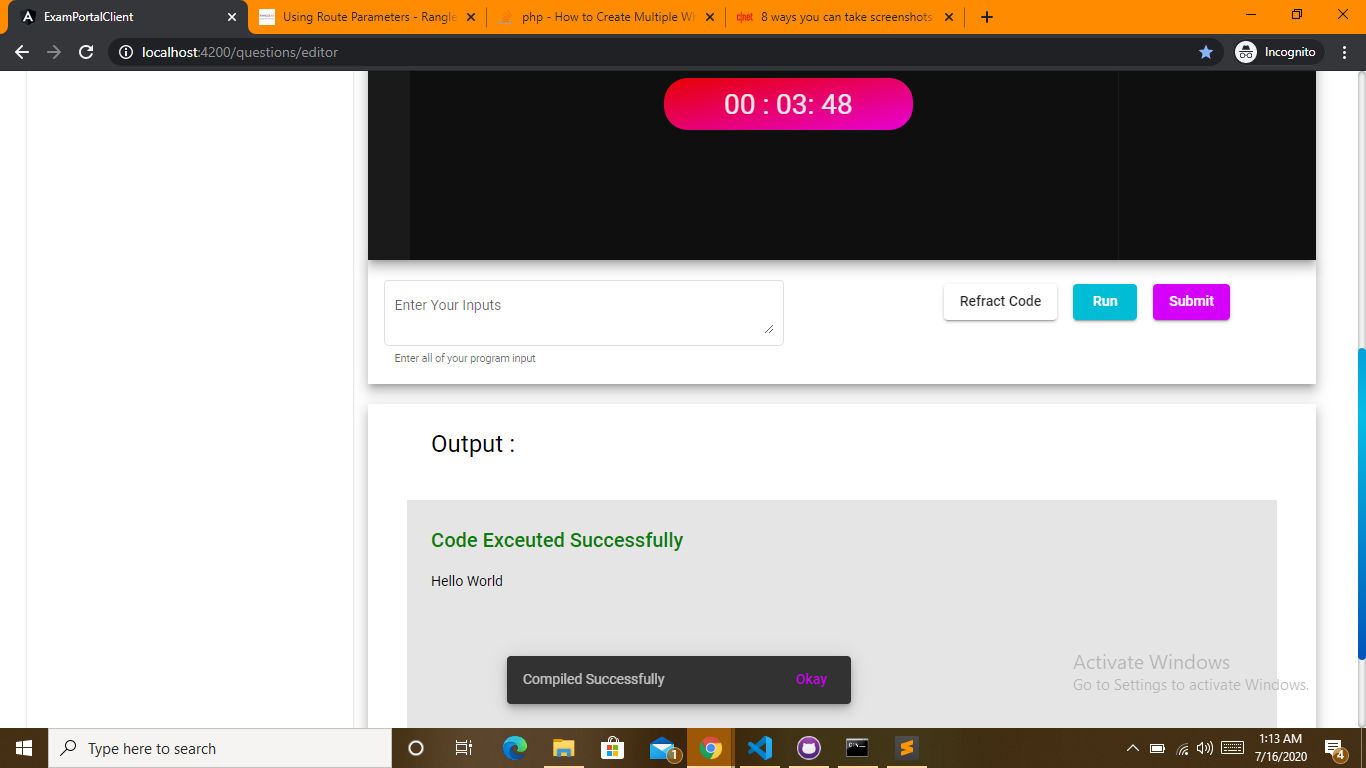 ExamPortalClient
Using Route Parameters - Rangle
php - How to Create Multiple Wh
c|net 8 ways you can take screenshots
localhost:4200/questions/editor
Incognito
00 : 03: 48
Enter Your Inputs
Enter all of your program input
Refract Code
Run
Submit
Output :
Code Exceuted Successfully
Hello World
Compiled Successfully
Okay
Activate Windows
Go to Settings to activate Windows.
Type here to search
1
1:13 AM
7/16/2020
4